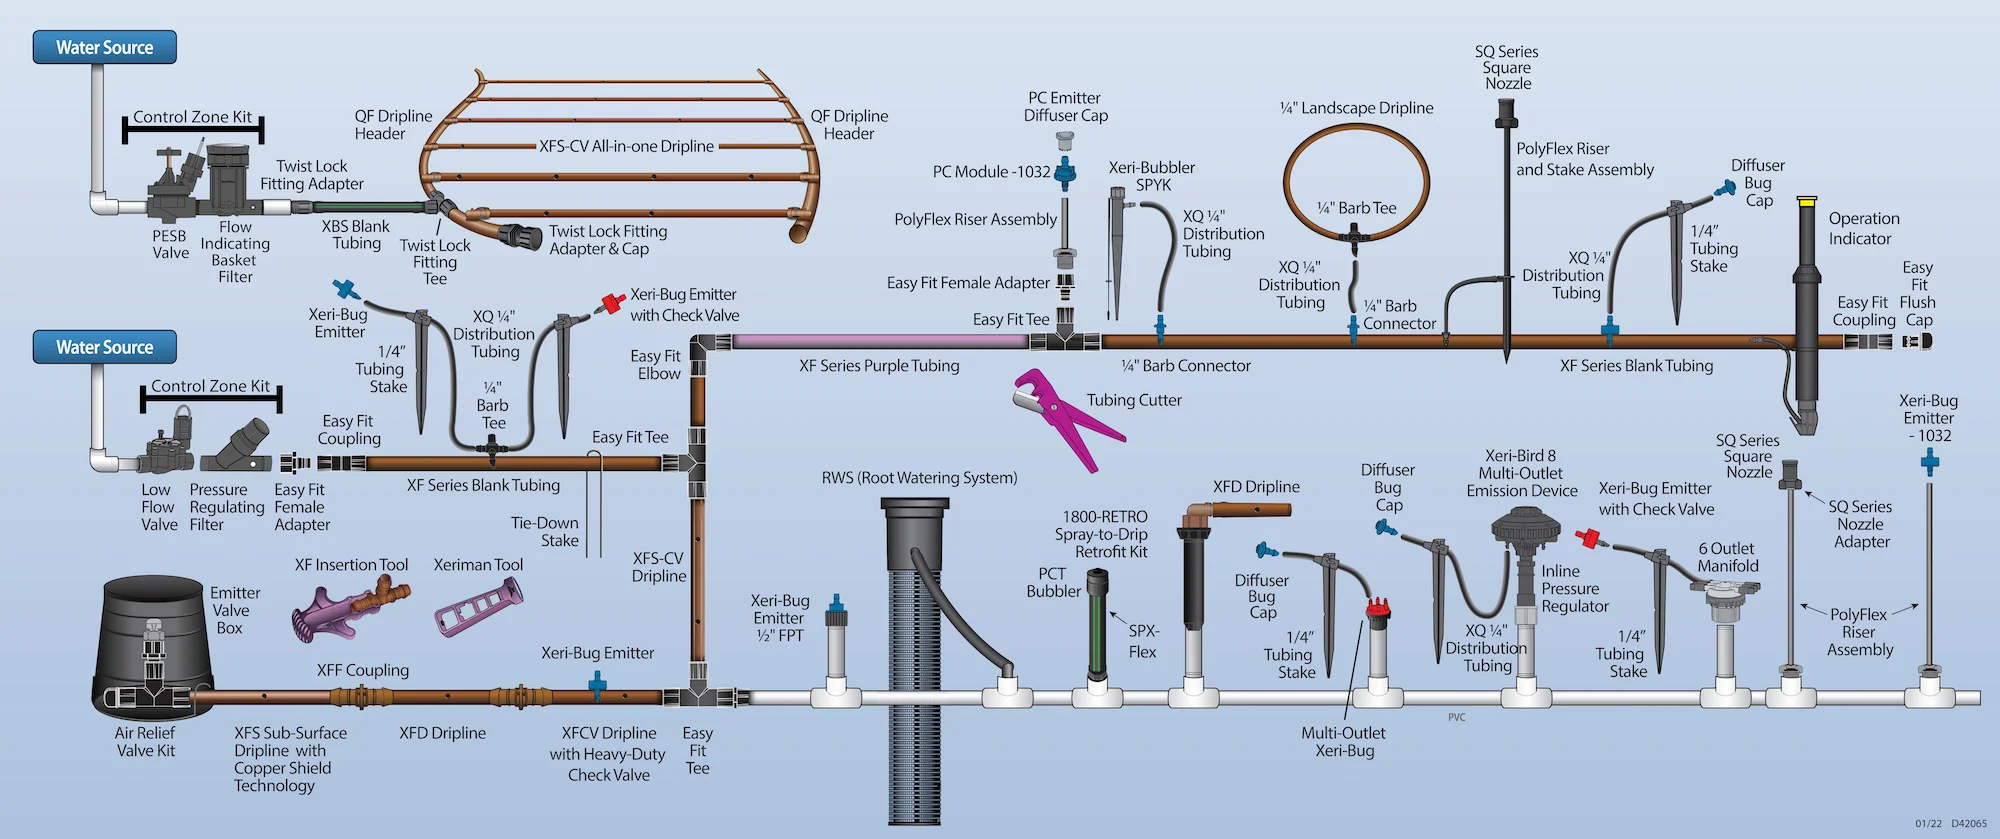 Water Source
Control Zone Kit
PESB
Valve
Flow
Indicating
Basket
Filter
Twist Lock
Fitting Adapter
XBS Blank
Tubing
QF Dripline
Header
Twist Lock
Fitting
Tee
XFS-CV All-in-one Dripline
QF Dripline
Header
Twist Lock Fitting
Adapter & Cap
PC Emitter
Diffuser Cap
PC Module -1032
PolyFlex Riser Assembly
Easy Fit Female Adapter
Easy Fit Tee
Xeri-Bubbler
SPYK
XQ ¼"
Distribution
Tubing
¼" Landscape Dripline
¼" Barb Tee
XQ ¼"
Distribution
Tubing
¼" Barb
Connector
SQ Series
Square
Nozzle
PolyFlex Riser
and Stake Assembly
Diffuser
Bug
Cap
XQ ¼"
Distribution
Tubing
1/4"
Tubing
Stake
Operation
Indicator
Easy Fit
Coupling
Easy
Fit
Flush
Cap
Water Source
Control Zone Kit
Low
Flow
Valve
Pressure
Regulating
Filter
Easy Fit
Female
Adapter
Easy Fit
Coupling
Xeri-Bug
Emitter
1/4"
Tubing
Stake
XQ ¼"
Distribution
Tubing
¼"
Barb
Tee
Xeri-Bug Emitter
with Check Valve
XF Series Blank Tubing
Tie-Down
Stake
Easy Fit Tee
Easy Fit
Elbow
XF Series Purple Tubing
¼" Barb Connector
XF Series Blank Tubing
Tubing Cutter
XFS-CV
Dripline
XF Insertion Tool
Xeriman Tool
Emitter
Valve
Box
Air Relief
Valve Kit
XFS Sub-Surface
Dripline with
Copper Shield
Technology
XFF Coupling
XFD Dripline
Xeri-Bug Emitter
XFCV Dripline
with Heavy-Duty
Check Valve
Easy
Fit
Tee
Xeri-Bug
Emitter
½" FPT
RWS (Root Watering System)
PCT
Bubbler
SPX-
Flex
1800-RETRO
Spray-to-Drip
Retrofit Kit
XFD Dripline
Diffuser
Bug
Cap
1/4"
Tubing
Stake
Multi-Outlet
Xeri-Bug
Diffuser
Bug
Cap
XQ ¼"
Distribution
Tubing
Xeri-Bird 8
Multi-Outlet
Emission Device
Inline
Pressure
Regulator
Xeri-Bug Emitter
with Check Valve
1/4"
Tubing
Stake
6 Outlet
Manifold
SQ Series
Square
Nozzle
SQ Series
Nozzle
Adapter
PolyFlex
Riser
Assembly
Xeri-Bug
Emitter
- 1032
PVC
01/22 D42065